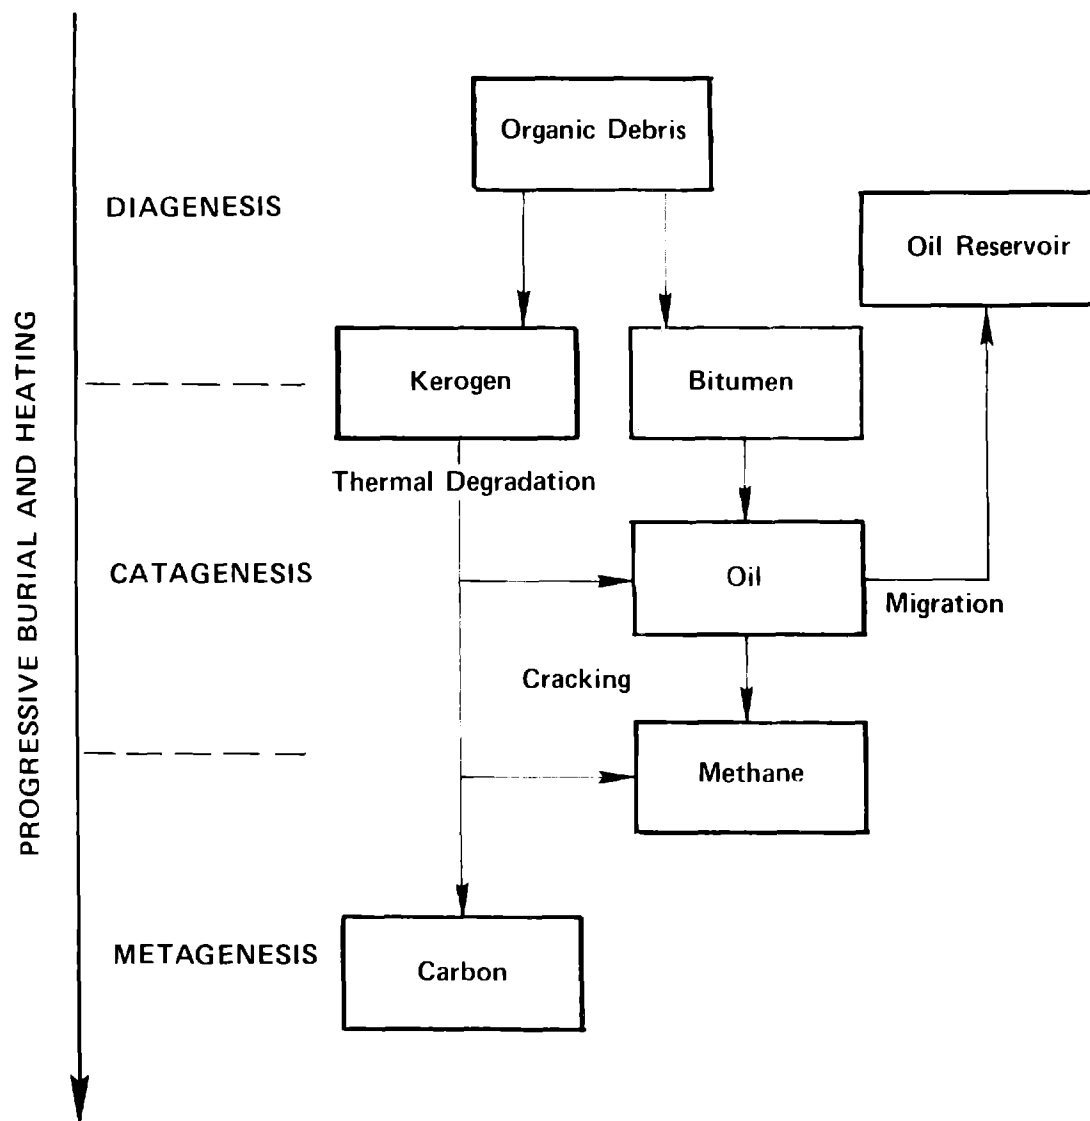 PROGRESSIVE BURIAL AND HEATING
Organic Debris
DIAGENESIS
Oil Reservoir
Kerogen
Bitumen
Thermal Degradation
CATAGENESIS
Oil
Migration
Cracking
Methane
METAGENESIS
Carbon